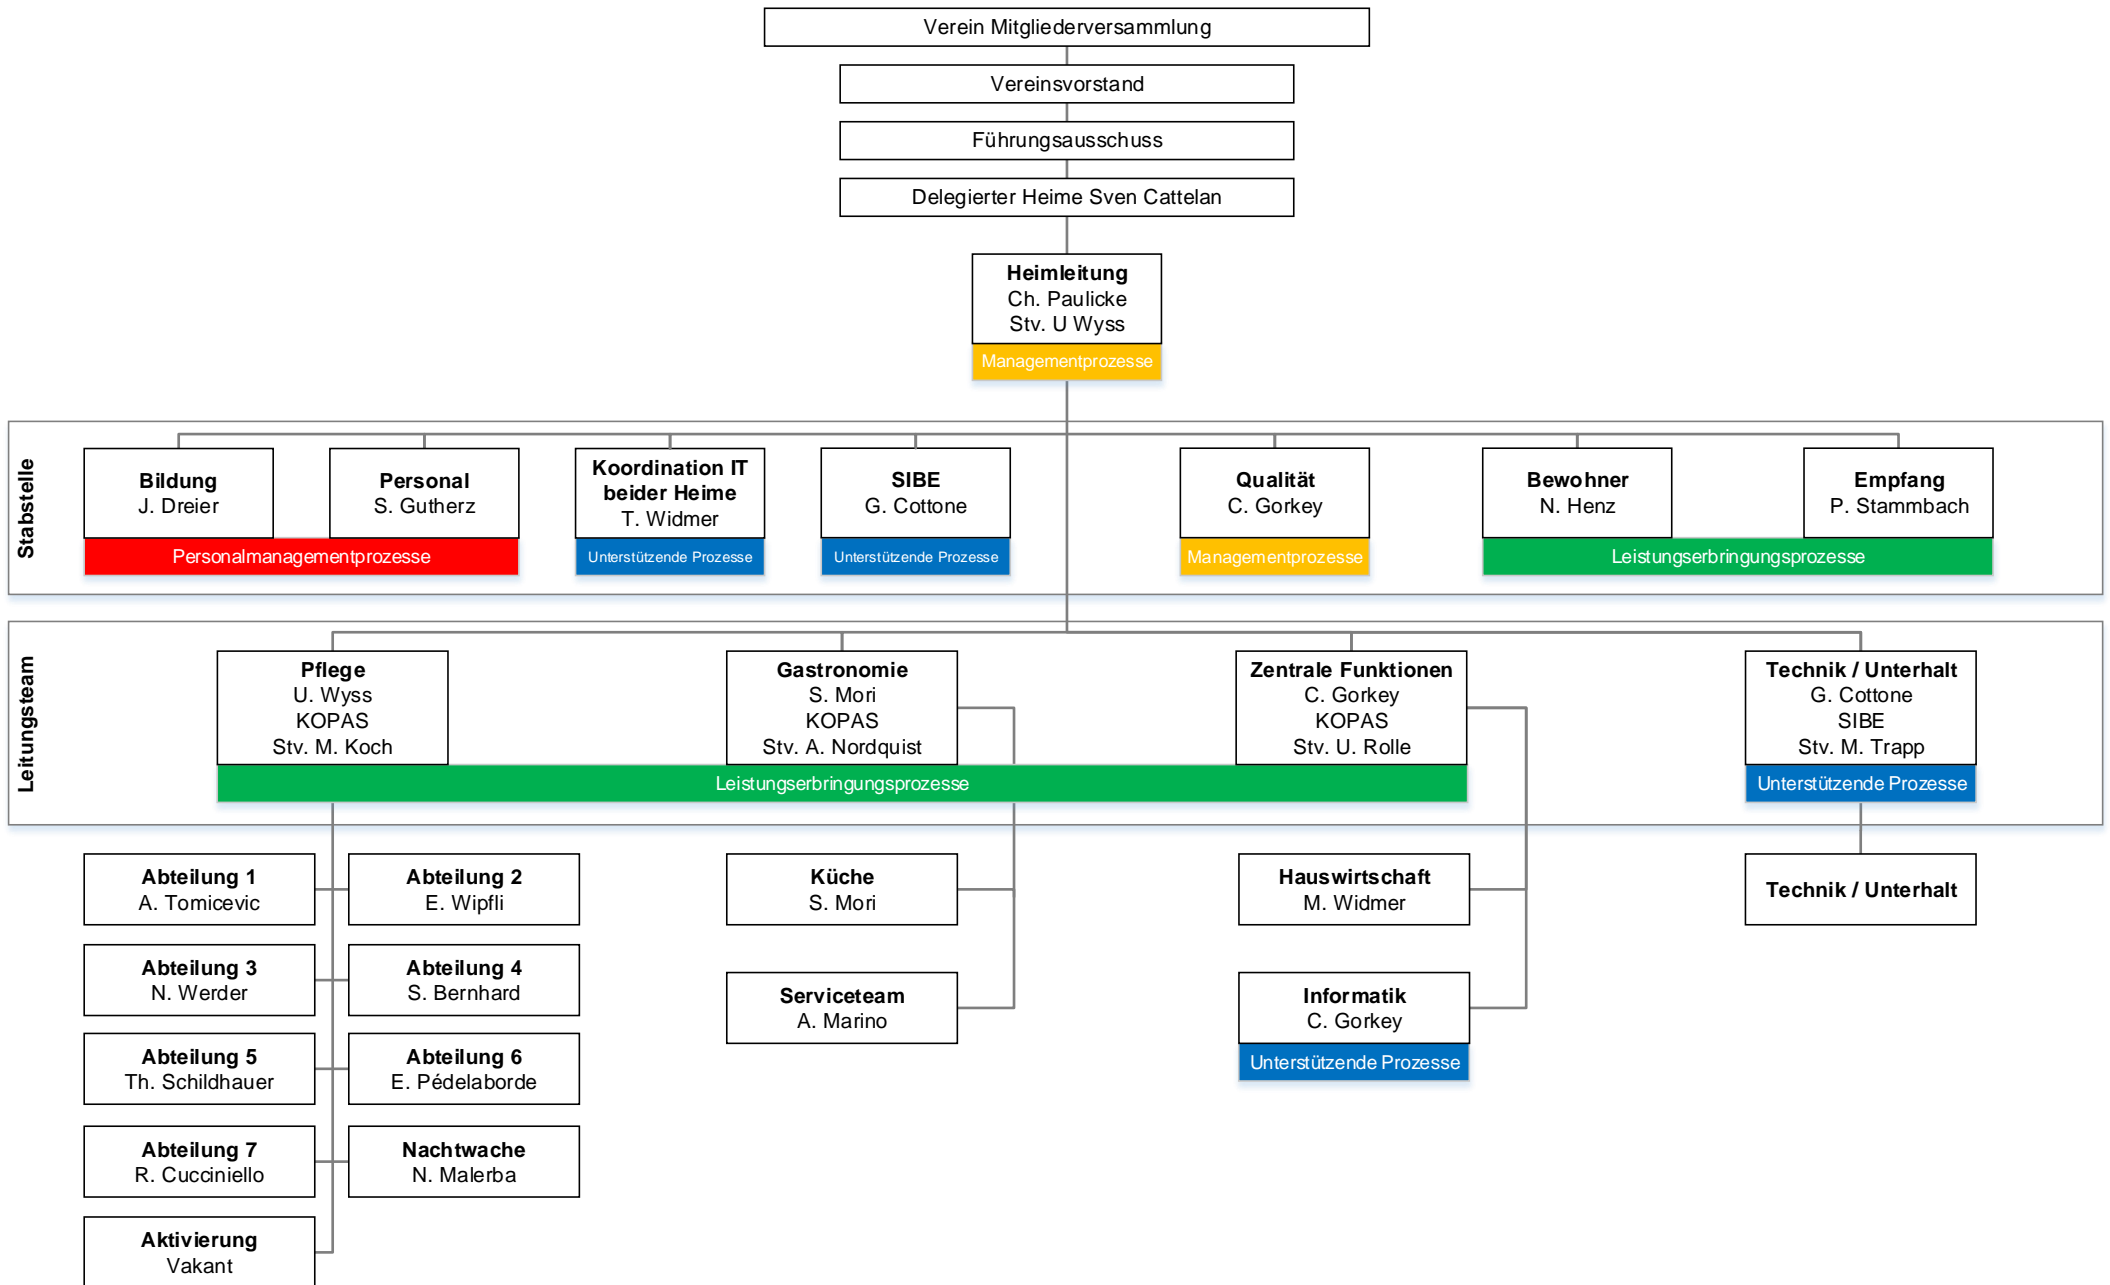 Verein Mitgliederversammlung
Vereinsvorstand
Führungsausschuss
Delegierter Heime Sven Cattelan
Heimleitung
Ch. Paulicke
Stv. U Wyss
Managementprozesse
Stabstelle
Bildung
J. Dreier
Personal
S. Gutherz
Personalmanagementprozesse
Koordination IT
beider Heime
T. Widmer
Unterstützende Prozesse
SIBE
G. Cottone
Unterstützende Prozesse
Qualität
C. Gorkey
Managementprozesse
Bewohner
N. Henz
Empfang
P. Stammbach
Leistungserbringungsprozesse
Leitungsteam
Pflege
U. Wyss
KOPAS
Stv. M. Koch
Gastronomie
S. Mori
KOPAS
Stv. A. Nordquist
Zentrale Funktionen
C. Gorkey
KOPAS
Stv. U. Rolle
Leistungserbringungsprozesse
Technik / Unterhalt
G. Cottone
SIBE
Stv. M. Trapp
Unterstützende Prozesse
Abteilung 1
A. Tomicevic
Abteilung 2
E. Wipfli
Abteilung 3
N. Werder
Abteilung 4
S. Bernhard
Abteilung 5
Th. Schildhauer
Abteilung 6
E. Pédelaborde
Abteilung 7
R. Cucciniello
Nachtwache
N. Malerba
Aktivierung
Vakant
Küche
S. Mori
Serviceteam
A. Marino
Hauswirtschaft
M. Widmer
Informatik
C. Gorkey
Unterstützende Prozesse
Technik / Unterhalt